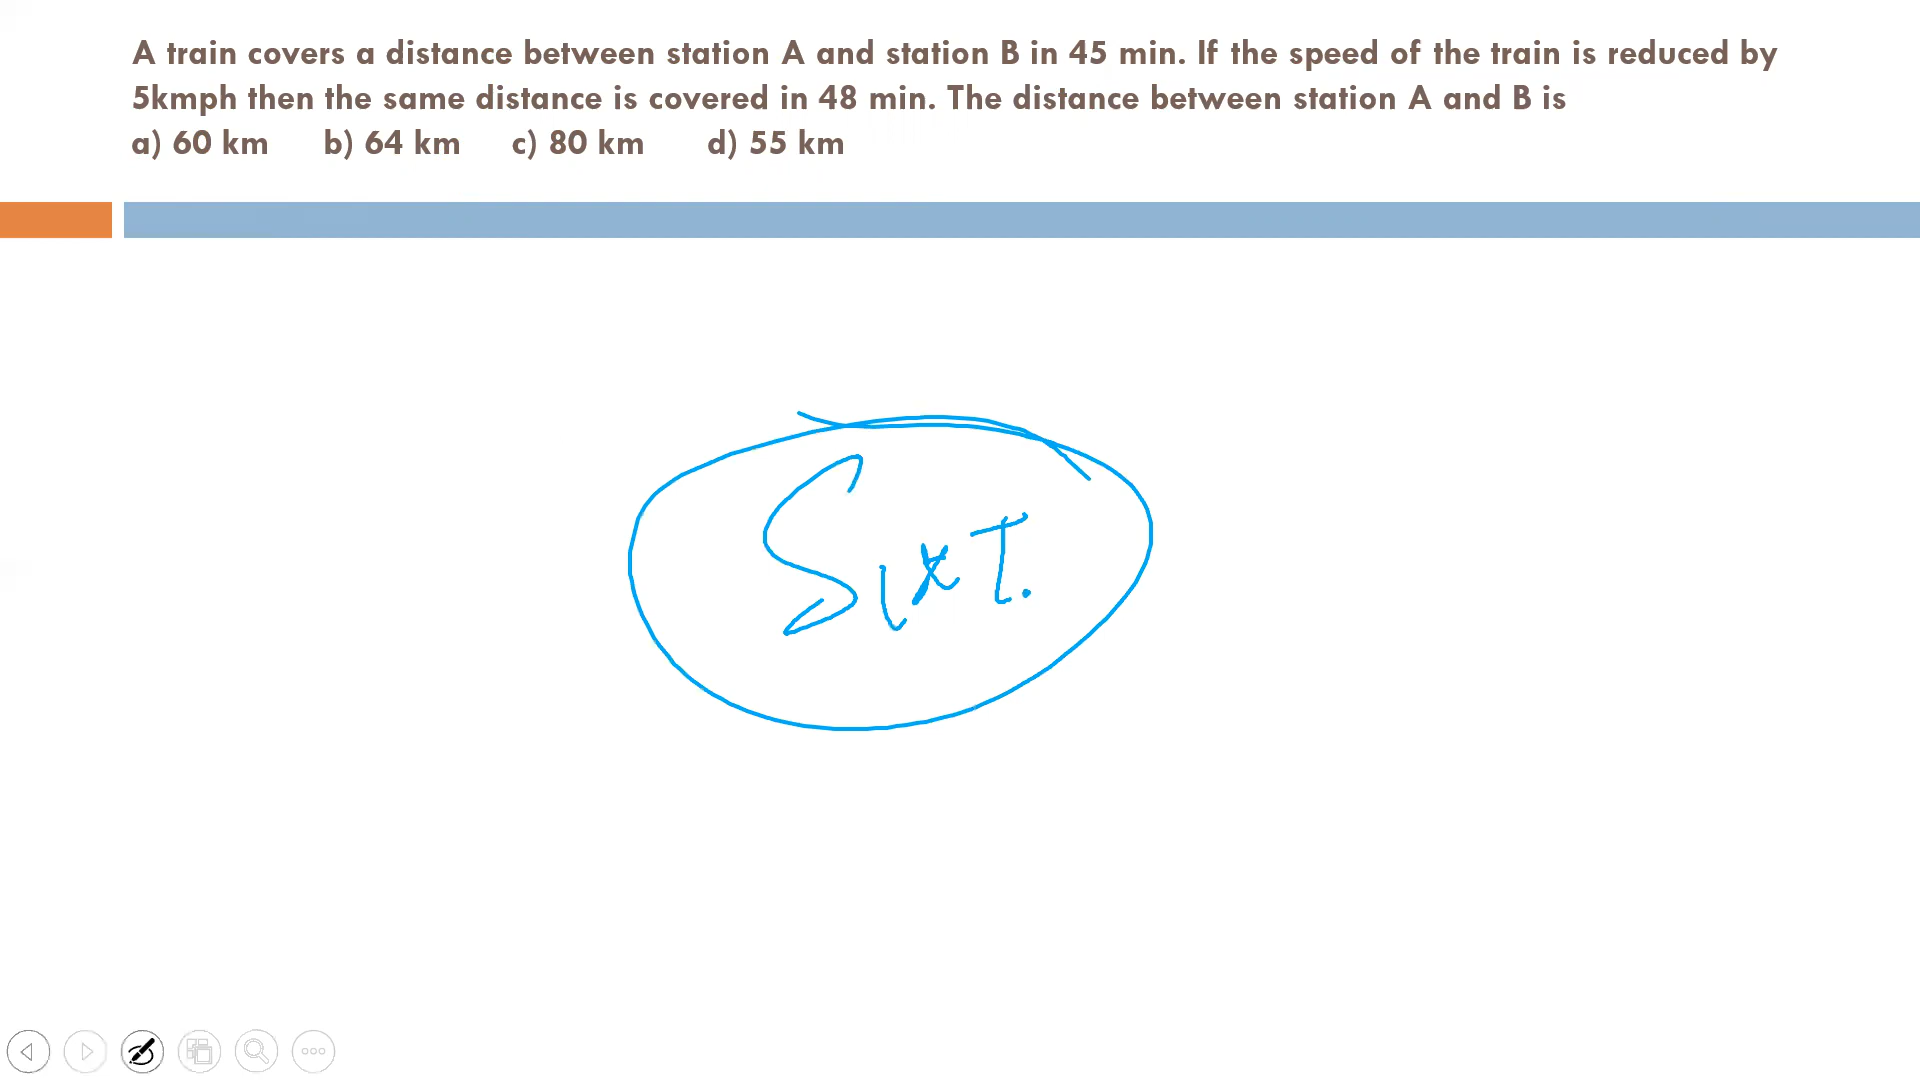 A train covers a distance between station A and station B in 45 min. If the speed of the train is reduced by
5kmph then the same distance is covered in 48 min. The distance between station A and B is
a) 60 km b) 64 km c) 80 km d) 55 km
S1×T.